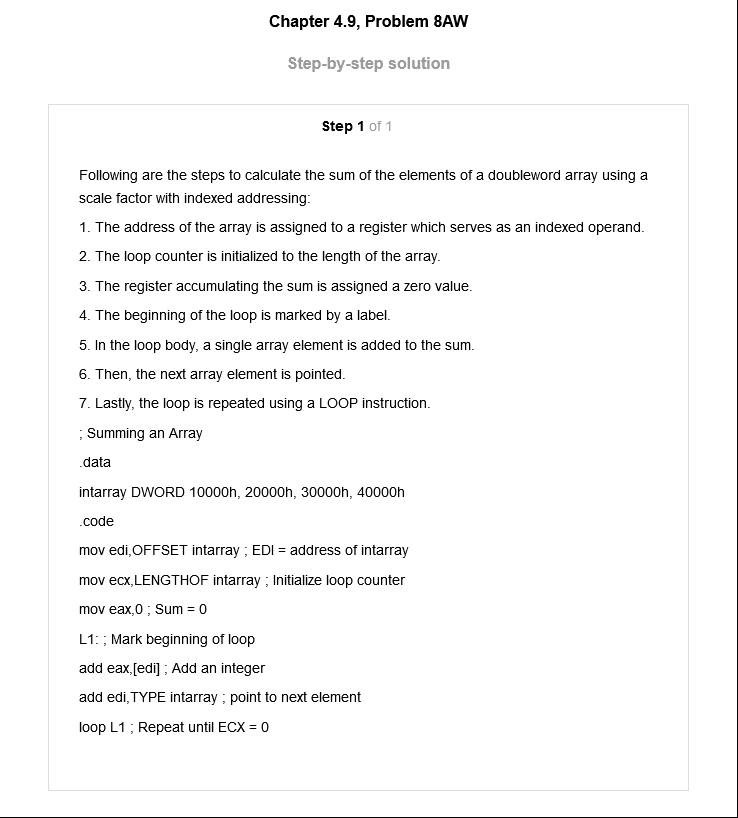 Chapter 4.9, Problem 8AW
Step-by-step solution
Step 1 of 1
Following are the steps to calculate the sum of the elements of a doubleword array using a
scale factor with indexed addressing:
1. The address of the array is assigned to a register which serves as an indexed operand.
2. The loop counter is initialized to the length of the array.
3. The register accumulating the sum is assigned a zero value.
4. The beginning of the loop is marked by a label.
5. In the loop body, a single array element is added to the sum.
6. Then, the next array element is pointed.
7. Lastly, the loop is repeated using a LOOP instruction.
; Summing an Array
.data
intarray DWORD 10000h, 20000h, 30000h, 40000h
.code
mov edi,OFFSET intarray ; EDI = address of intarray
mov ecx,LENGTHOF intarray ; Initialize loop counter
mov eax,0 ; Sum = 0
L1: ; Mark beginning of loop
add eax,[edi] ; Add an integer
add edi,TYPE intarray ; point to next element
loop L1 ; Repeat until ECX = 0